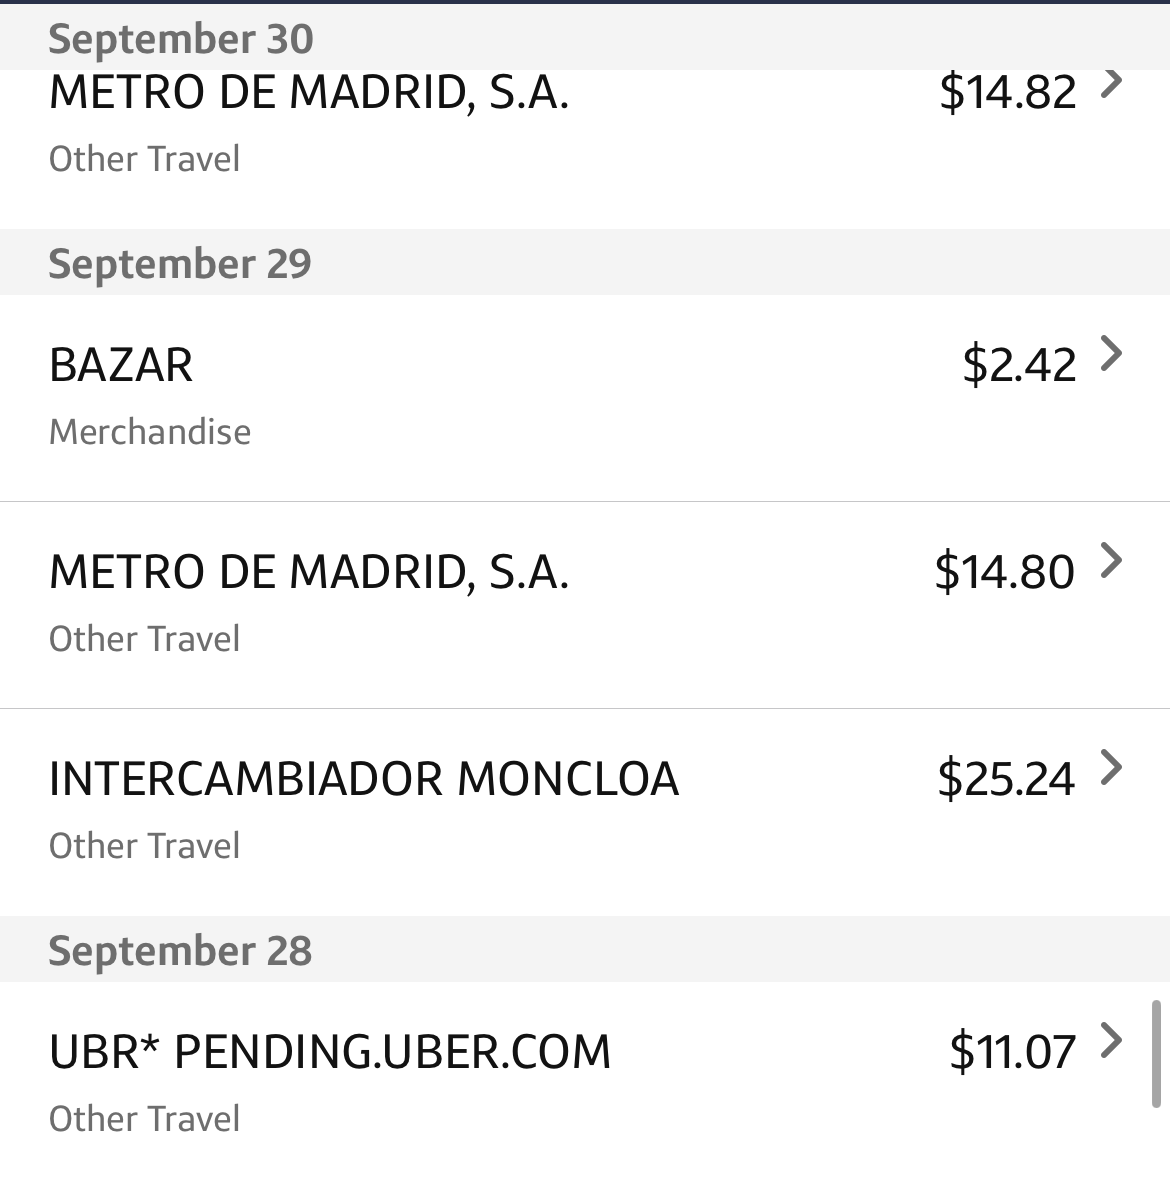 September 30
METRO DE MADRID, S.A. $14.82
Other Travel
September 29
BAZAR $2.42
Merchandise
METRO DE MADRID, S.A. $14.80
Other Travel
INTERCAMBIADOR MONCLOA $25.24
Other Travel
September 28
UBR* PENDING.UBER.COM $11.07
Other Travel